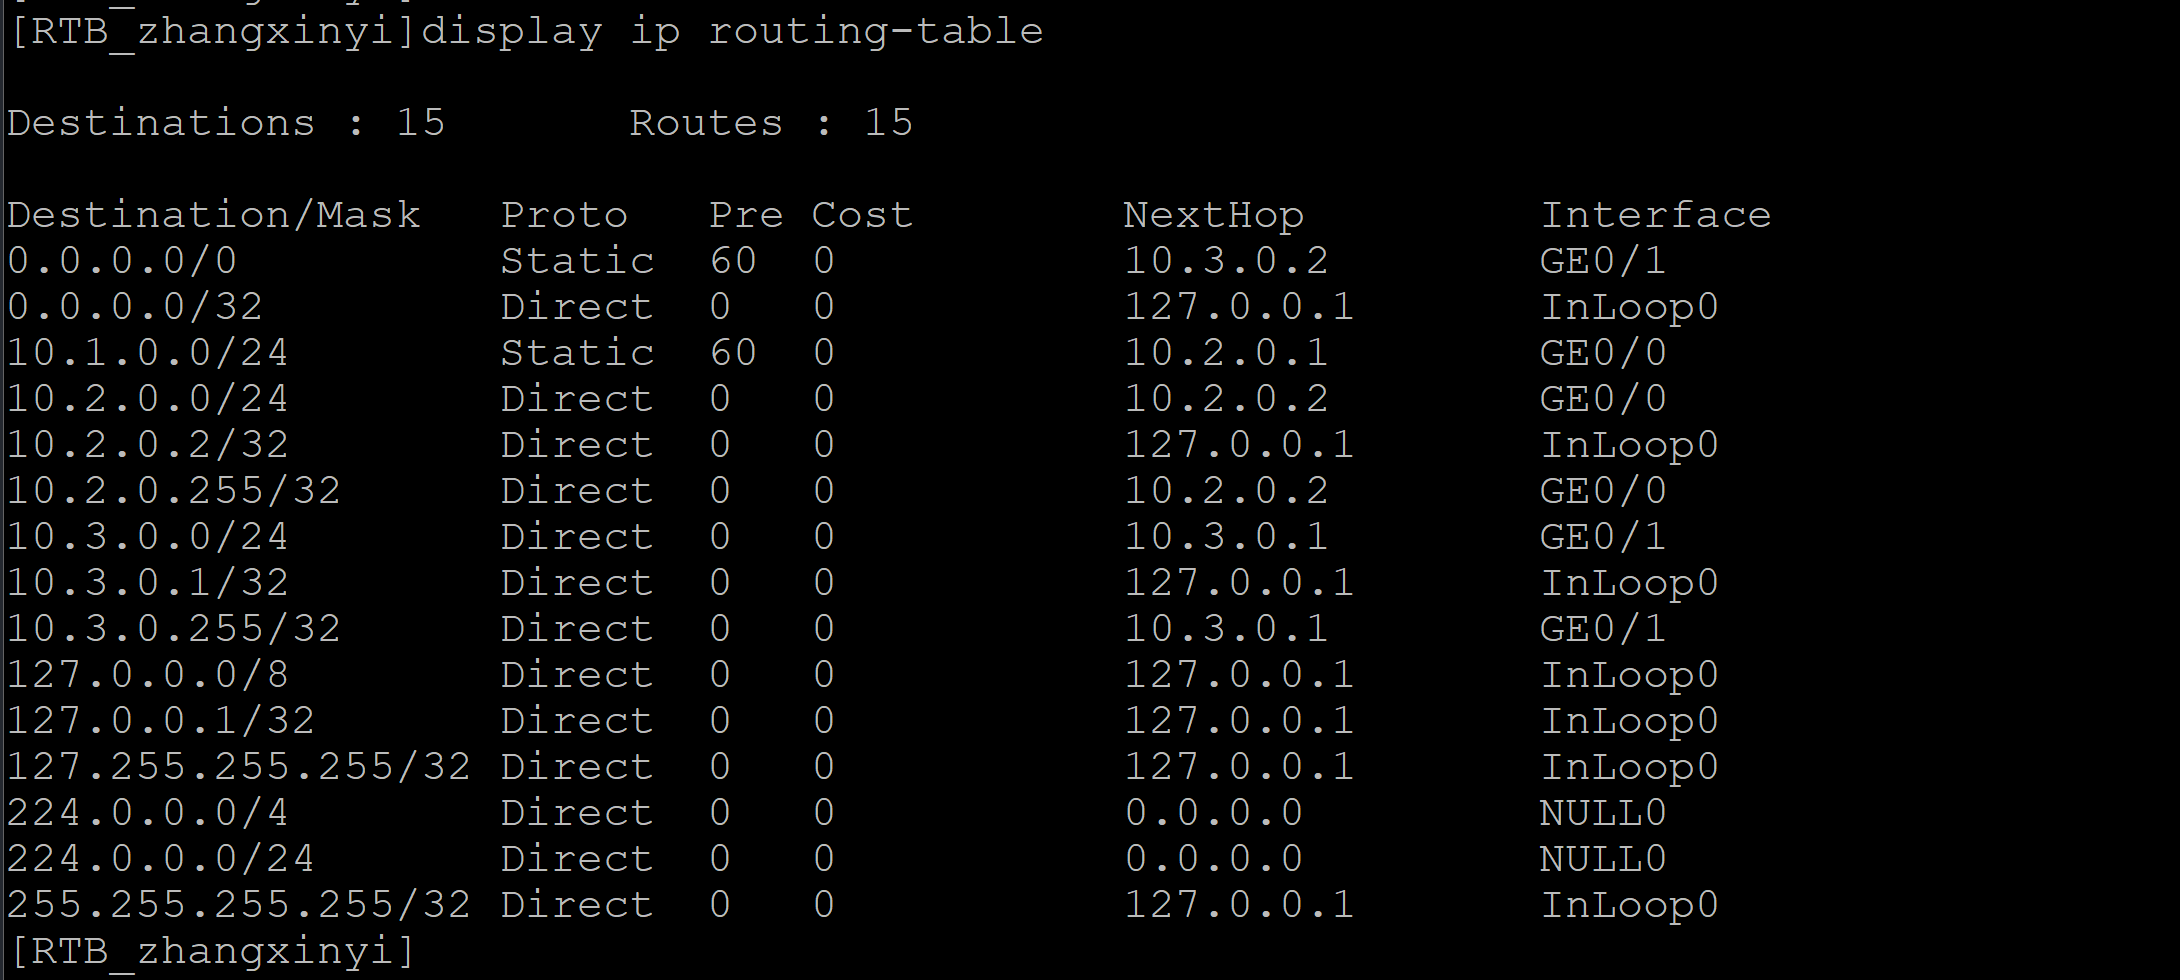 [RTB_zhangxinyi]display ip routing-table
Destinations : 15 Routes : 15
Destination/Mask Proto Pre Cost NextHop Interface
0.0.0.0/0 Static 60 0 10.3.0.2 GE0/1
0.0.0.0/32 Direct 0 0 127.0.0.1 InLoop0
10.1.0.0/24 Static 60 0 10.2.0.1 GE0/0
10.2.0.0/24 Direct 0 0 10.2.0.2 GE0/0
10.2.0.2/32 Direct 0 0 127.0.0.1 InLoop0
10.2.0.255/32 Direct 0 0 10.2.0.2 GE0/0
10.3.0.0/24 Direct 0 0 10.3.0.1 GE0/1
10.3.0.1/32 Direct 0 0 127.0.0.1 InLoop0
10.3.0.255/32 Direct 0 0 10.3.0.1 GE0/1
127.0.0.0/8 Direct 0 0 127.0.0.1 InLoop0
127.0.0.1/32 Direct 0 0 127.0.0.1 InLoop0
127.255.255.255/32 Direct 0 0 127.0.0.1 InLoop0
224.0.0.0/4 Direct 0 0 0.0.0.0 NULL0
224.0.0.0/24 Direct 0 0 0.0.0.0 NULL0
255.255.255.255/32 Direct 0 0 127.0.0.1 InLoop0
[RTB_zhangxinyi]